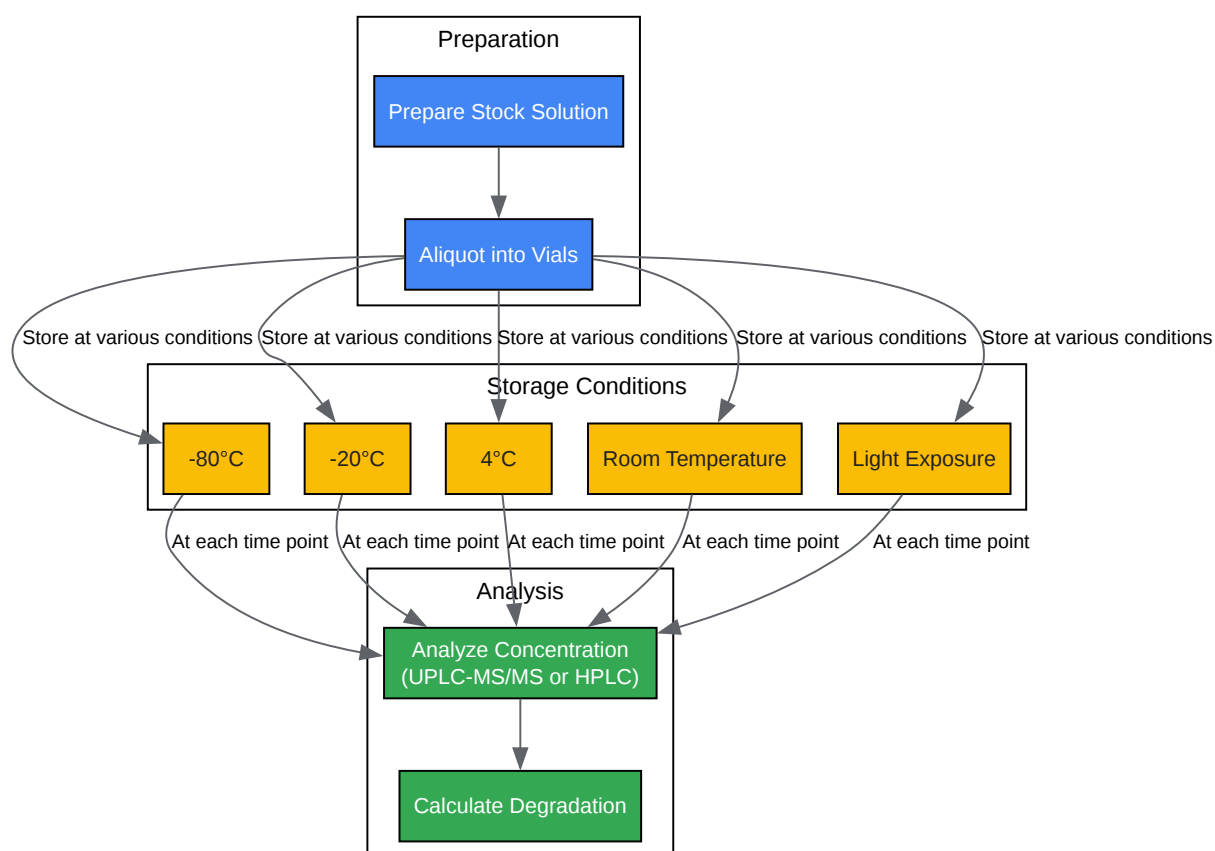 Preparation
Prepare Stock Solution
Aliquot into Vials
Store at various conditions
Store at various conditions
Store at various conditions
Store at various conditions
Store at various conditions
Storage Conditions
-80°C
-20°C
4°C
Room Temperature
Light Exposure
At each time point
At each time point
At each time point
At each time point
At each time point
Analysis
Analyze Concentration
(UPLC-MS/MS or HPLC)
Calculate Degradation